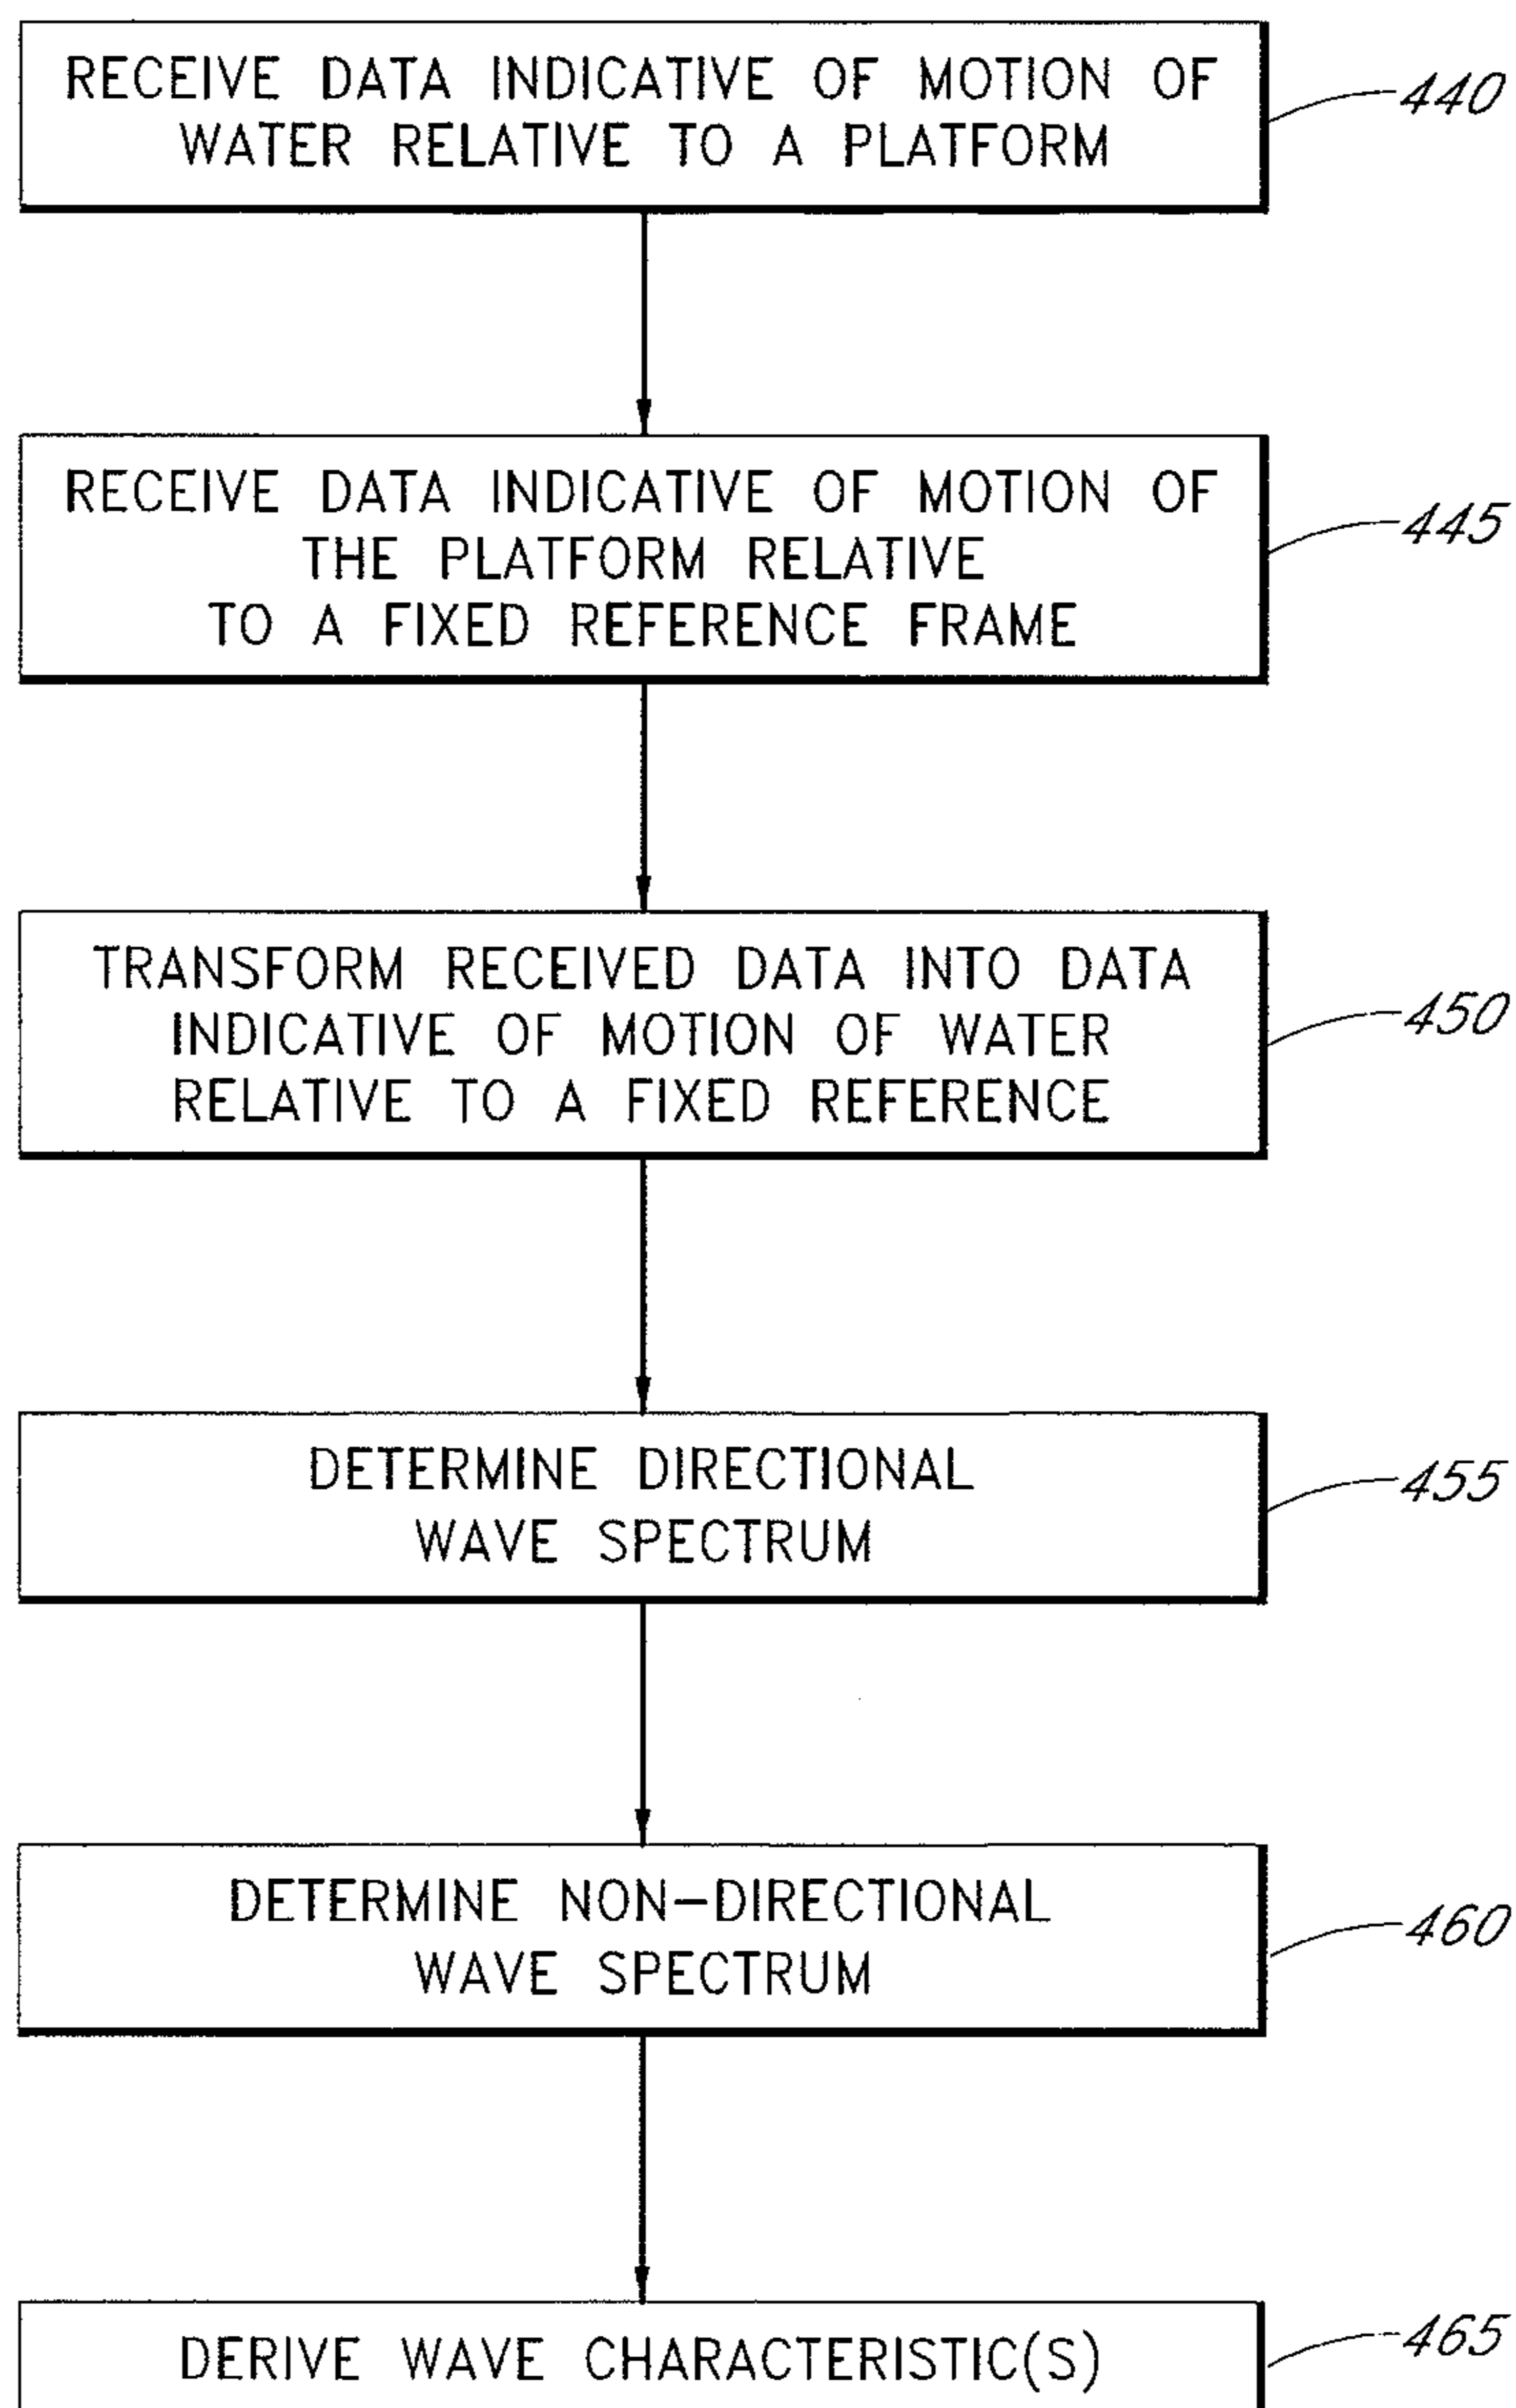 RECEIVE DATA INDICATIVE OF MOTION OF
WATER RELATIVE TO A PLATFORM
440
RECEIVE DATA INDICATIVE OF MOTION OF
THE PLATFORM RELATIVE
TO A FIXED REFERENCE FRAME
445
TRANSFORM RECEIVED DATA INTO DATA
INDICATIVE OF MOTION OF WATER
RELATIVE TO A FIXED REFERENCE
450
DETERMINE DIRECTIONAL
WAVE SPECTRUM
455
DETERMINE NON-DIRECTIONAL
WAVE SPECTRUM
460
DERIVE WAVE CHARACTERISTIC(S)
465